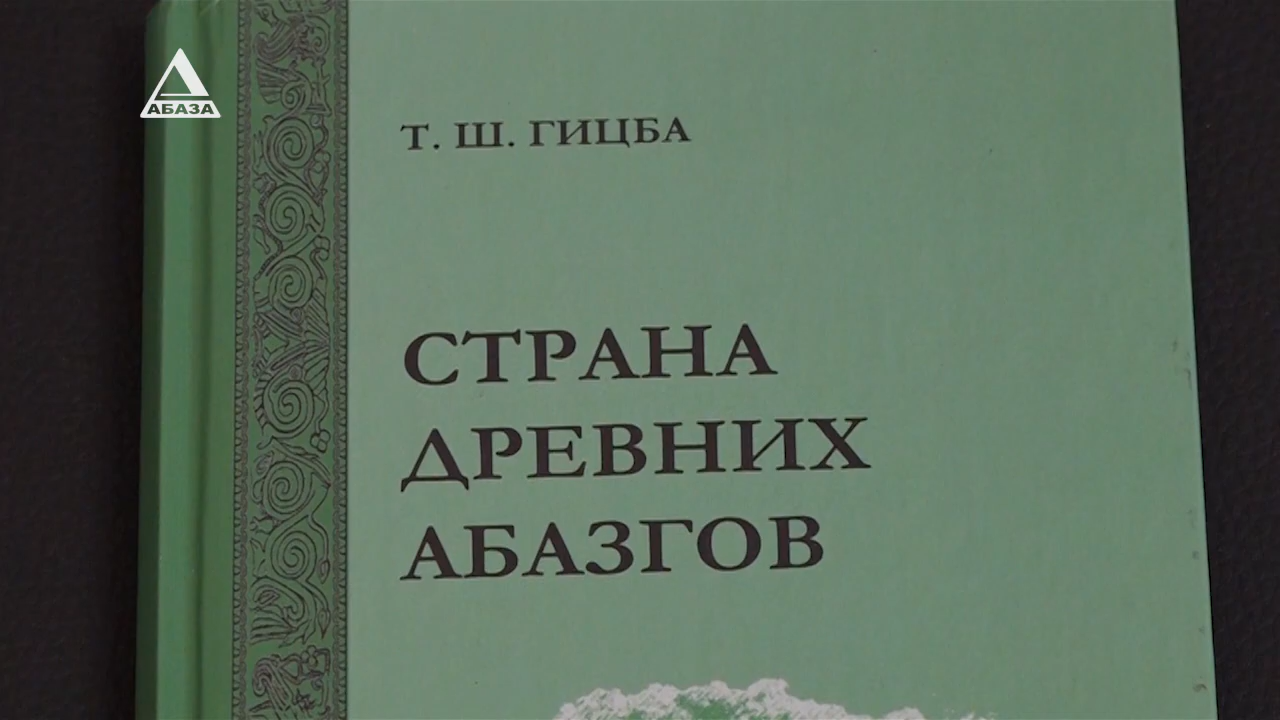 АБАЗА
Т. Ш. ГИЦБА
СТРАНА
ДРЕВНИХ
АБАЗГОВ